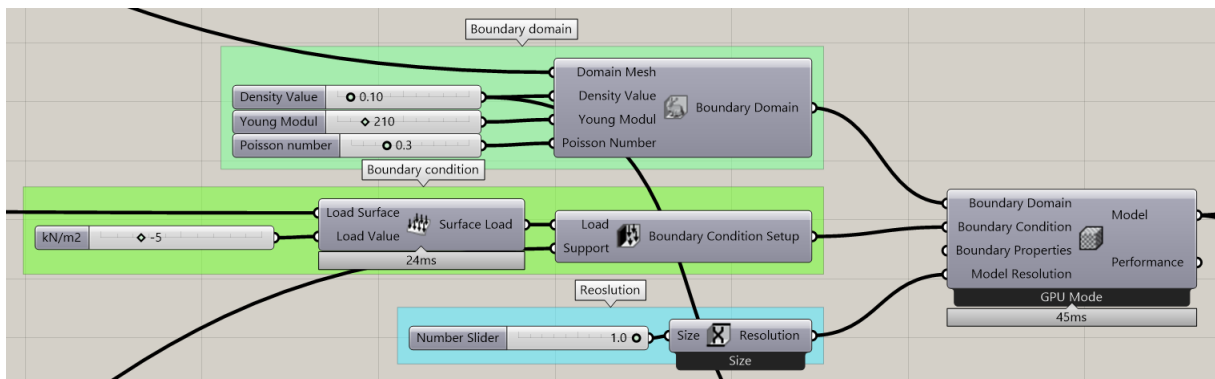 Boundary domain
Domain Mesh
Density Value
Young Modul
Poisson Number
Boundary Domain
Density Value 0.10
Young Modul 210
Poisson number 0.3
Boundary condition
Load Surface
Load Value
Surface Load
24ms
kN/m2 -5
Load
Support
Boundary Condition Setup
Boundary Domain
Boundary Condition
Boundary Properties
Model Resolution
Model
Performance
GPU Mode
45ms
Reoslution
Number Slider 1.0
Size
Resolution
Size